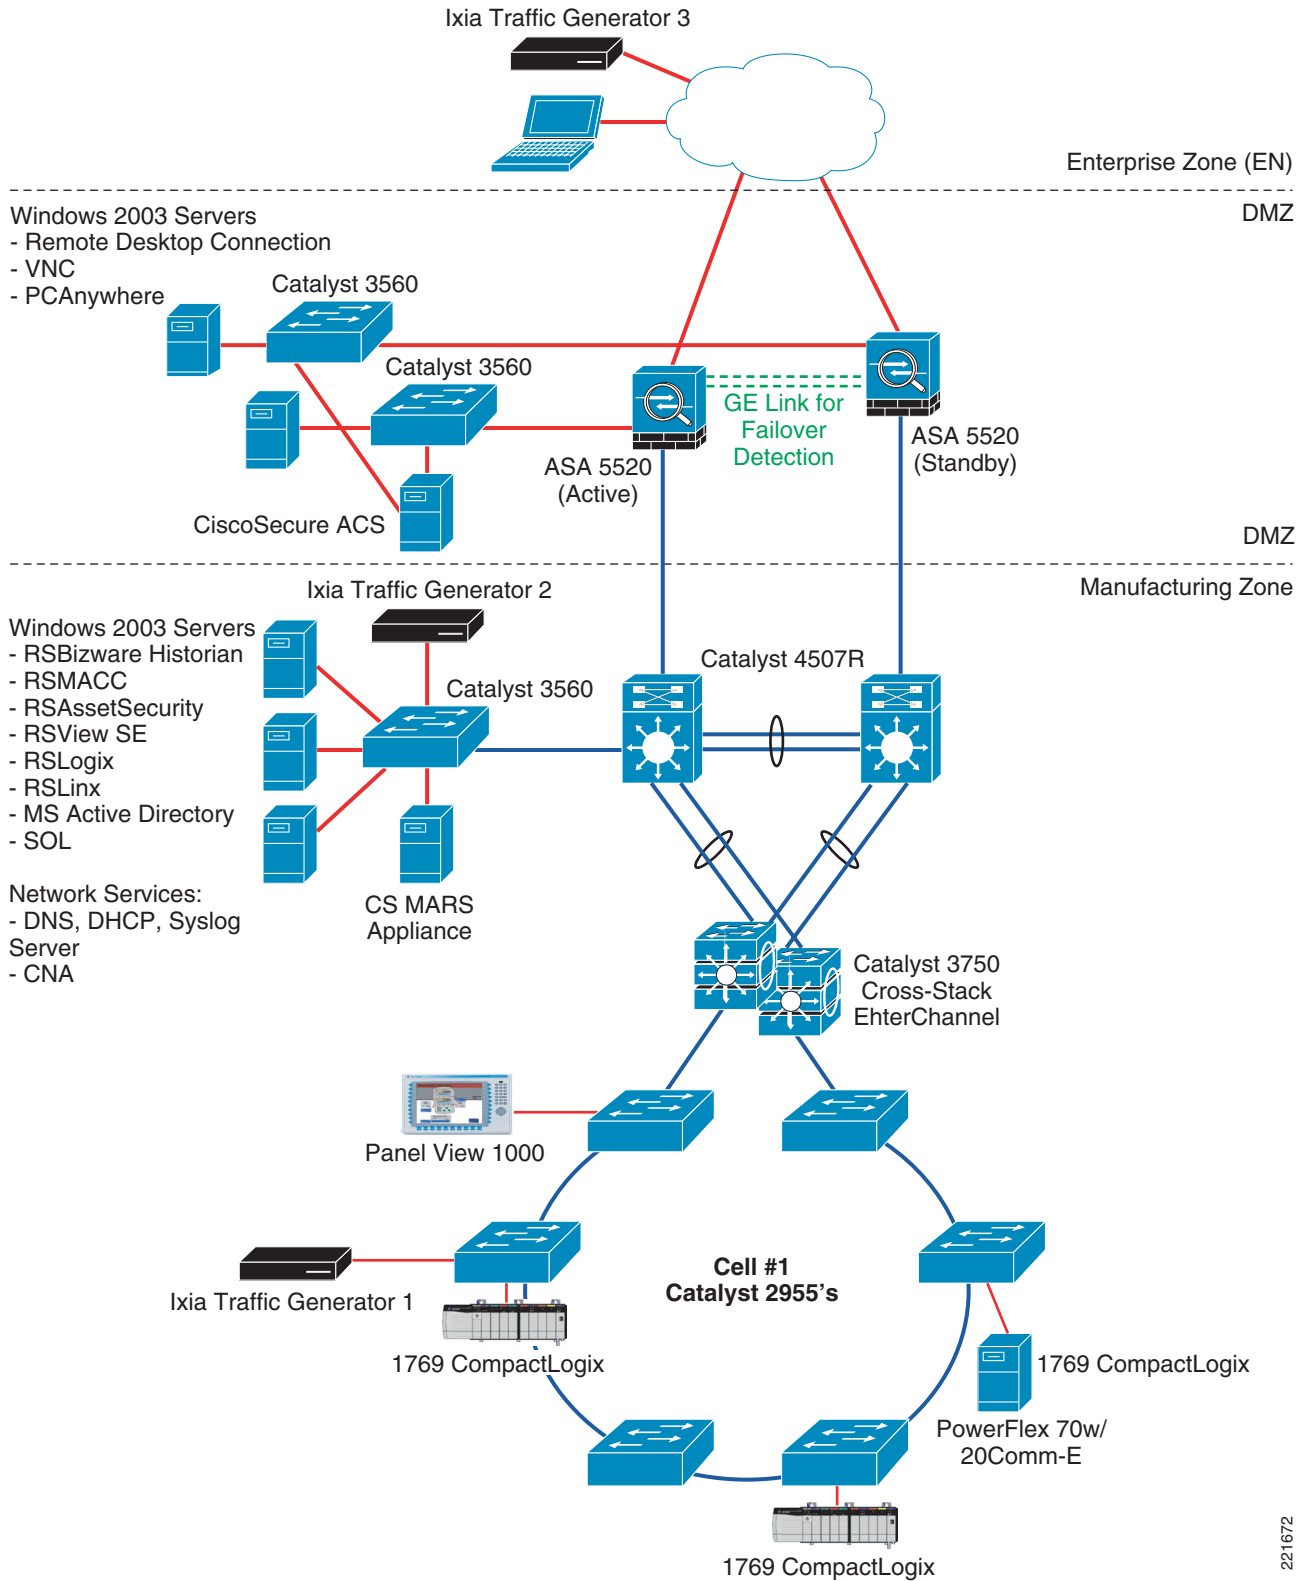 Ixia Traffic Generator 3
Enterprise Zone (EN)
DMZ
Windows 2003 Servers
- Remote Desktop Connection
- VNC
- PCAnywhere
Catalyst 3560
Catalyst 3560
GE Link for
Failover
Detection
ASA 5520
(Standby)
ASA 5520
(Active)
CiscoSecure ACS
DMZ
Manufacturing Zone
Ixia Traffic Generator 2
Windows 2003 Servers
- RSBizware Historian
- RSMACC
- RSAssetSecurity
- RSView SE
- RSLogix
- RSLinx
- MS Active Directory
- SOL
Network Services:
- DNS, DHCP, Syslog
Server
- CNA
Catalyst 3560
Catalyst 4507R
CS MARS
Appliance
Catalyst 3750
Cross-Stack
EhterChannel
Panel View 1000
Ixia Traffic Generator 1
Cell #1
Catalyst 2955's
1769 CompactLogix
1769 CompactLogix
PowerFlex 70w/
20Comm-E
1769 CompactLogix
221672